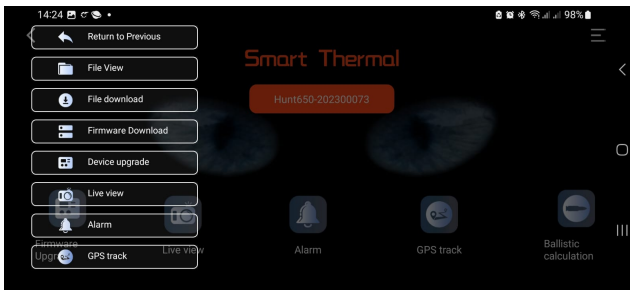 14:24
98%
Return to Previous
File View
File download
Firmware Download
Device upgrade
Live view
Alarm
GPS track
Smart Thermal
Hunt650-202300073
Firmware
Upgr
Live view
Alarm
GPS track
Ballistic
calculation